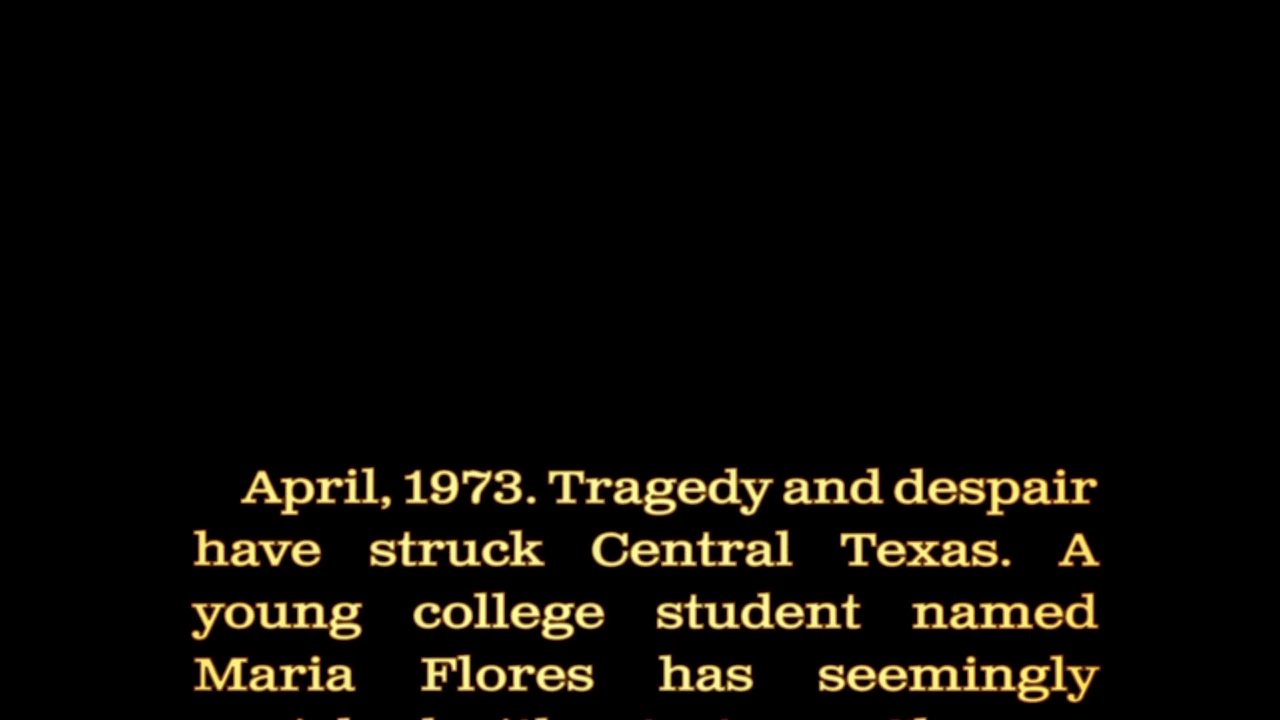 April, 1973. Tragedy and despair
have struck Central Texas. A
young college student named
Maria Flores has seemingly